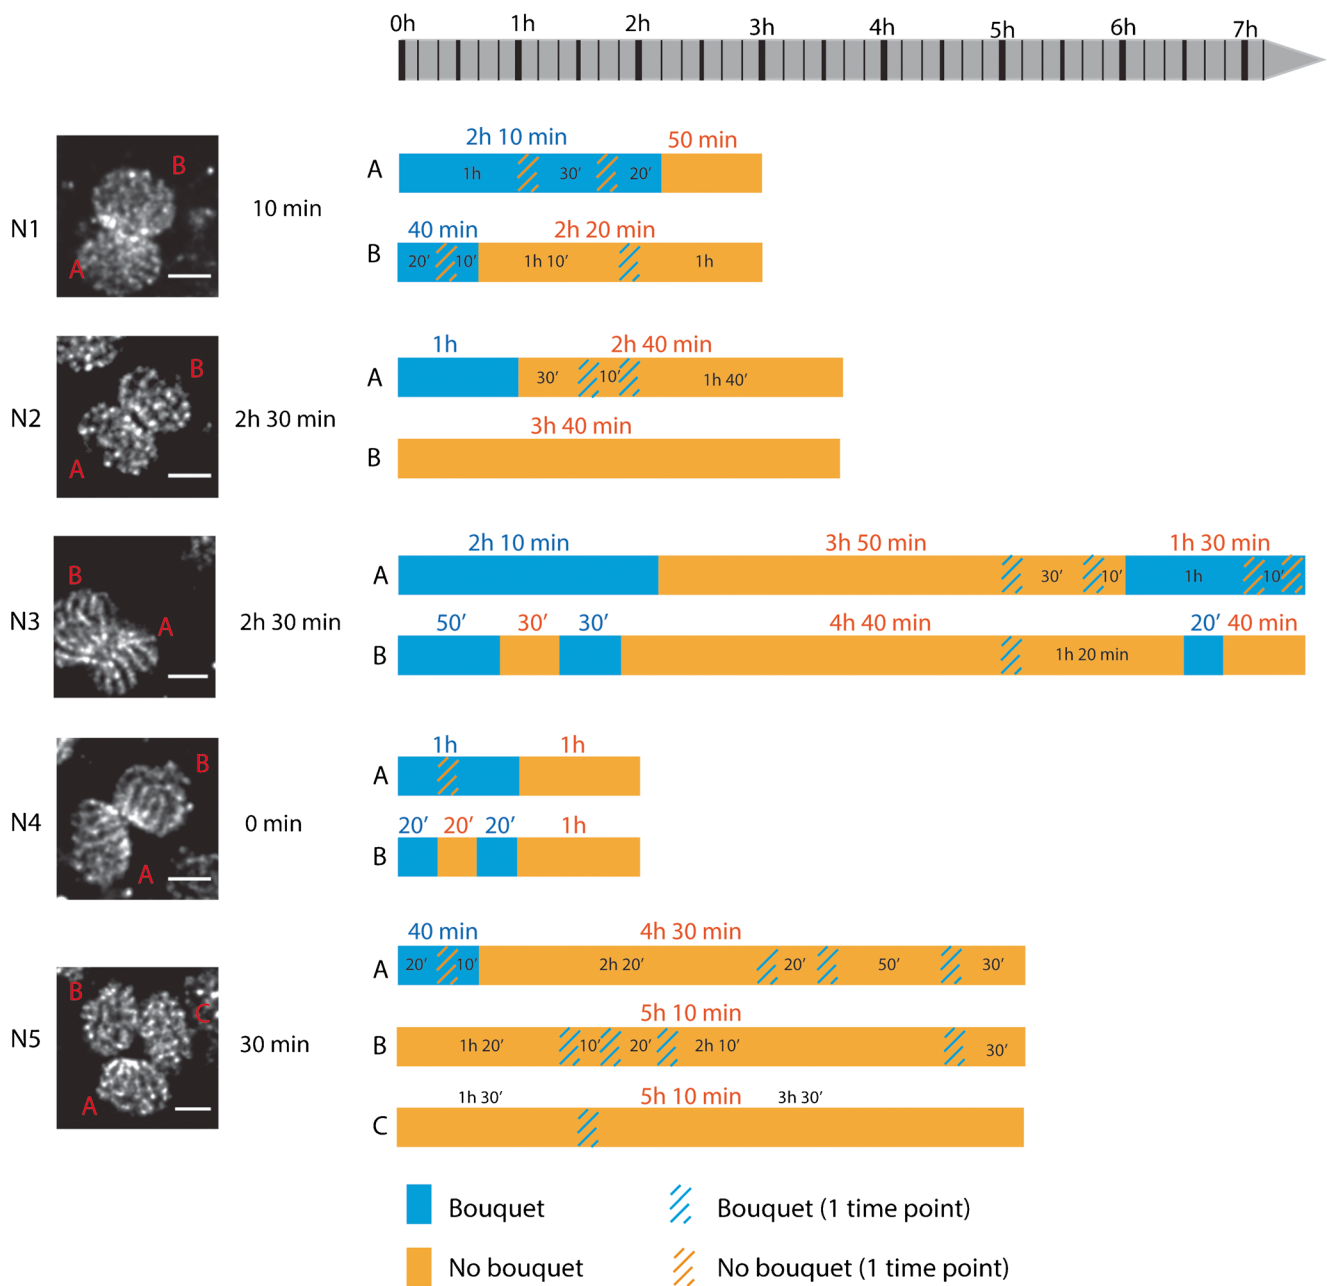 0h 1h 2h 3h 4h 5h 6h 7h
N1
B
A
10 min
A
2h 10 min 50 min
1h 30′ 20′
B
40 min 2h 20 min
20′ 10′ 1h 10′ 1h
N2
B
A
2h 30 min
A
1h 2h 40 min
30′ 10′ 1h 40′
B
3h 40 min
N3
B
A
2h 30 min
A
2h 10 min 3h 50 min 1h 30 min
30′ 10′ 1h 10′
B
50′ 30′ 30′ 4h 40 min 20′ 40 min
1h 20 min
N4
B
A
0 min
A
1h 1h
B
20′ 20′ 20′ 1h
N5
B
C
A
30 min
A
40 min 4h 30 min
20′ 10′ 2h 20′ 20′ 50′ 30′
B
5h 10 min
1h 20′ 10′ 20′ 2h 10′ 30′
C
1h 30′ 5h 10 min 3h 30′
Bouquet Bouquet (1 time point)
No bouquet No bouquet (1 time point)